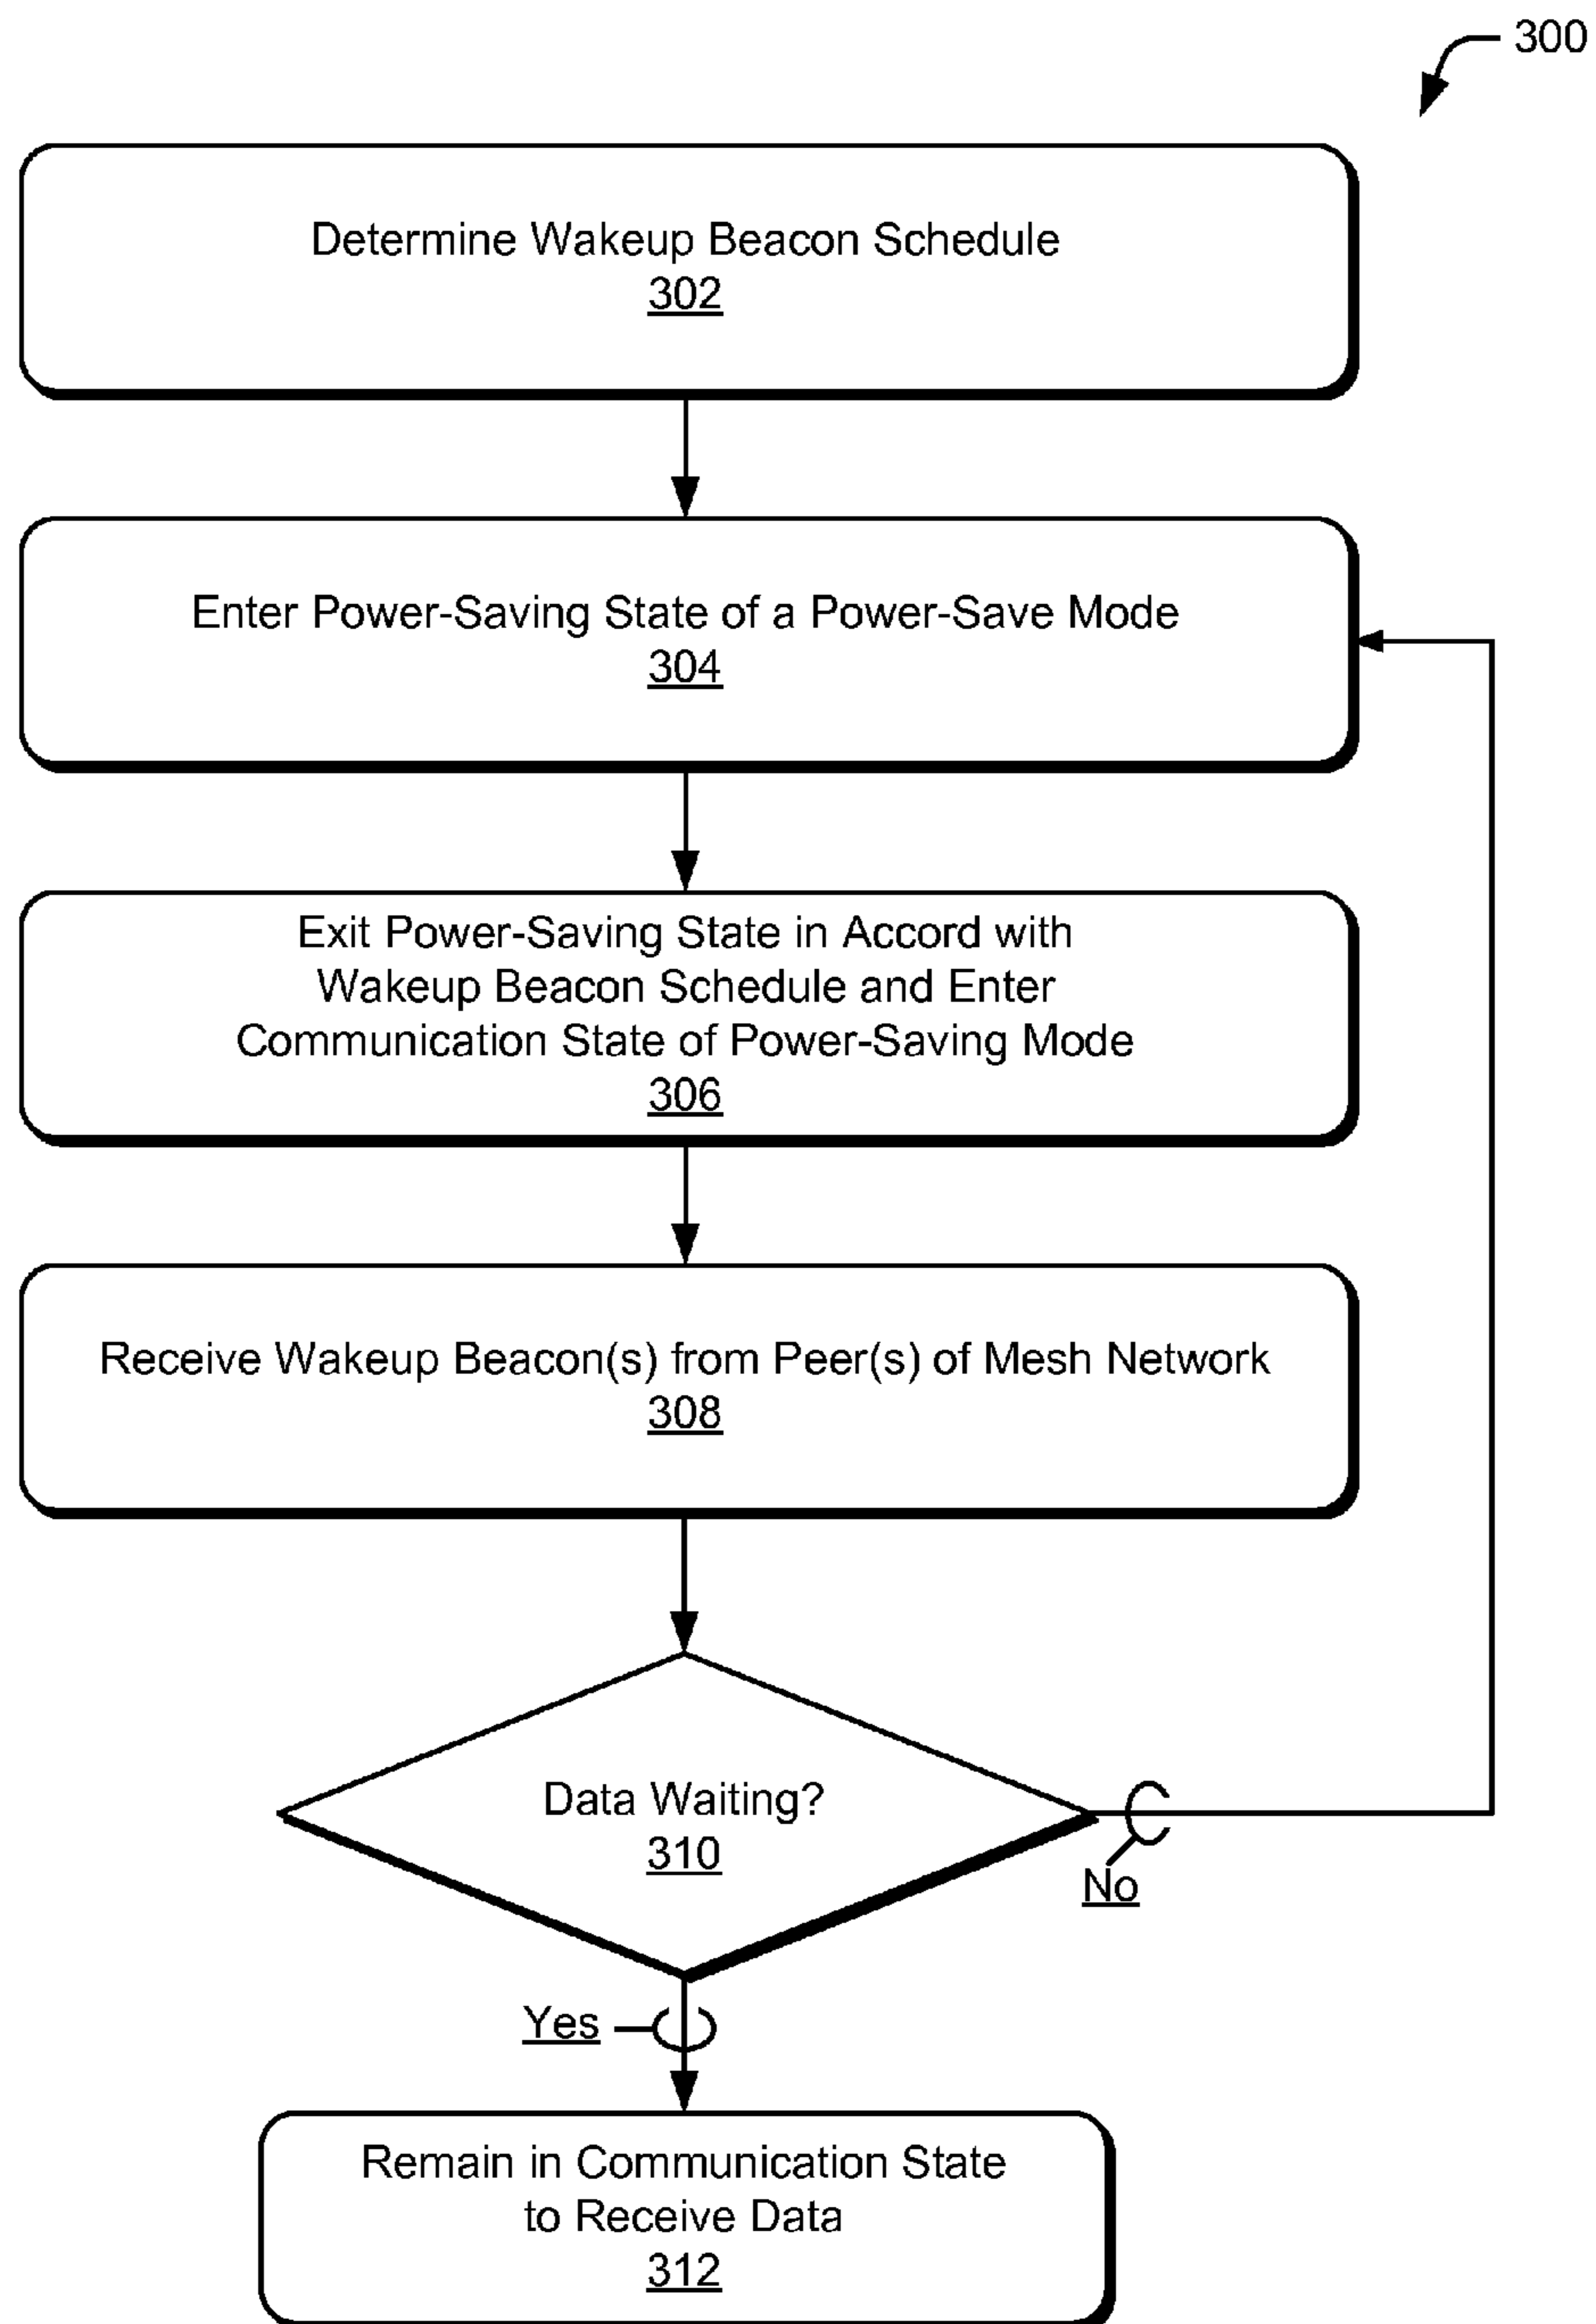 300
Determine Wakeup Beacon Schedule
302
Enter Power-Saving State of a Power-Save Mode
304
Exit Power-Saving State in Accord with
Wakeup Beacon Schedule and Enter
Communication State of Power-Saving Mode
306
Receive Wakeup Beacon(s) from Peer(s) of Mesh Network
308
Data Waiting?
310
No
Yes
Remain in Communication State
to Receive Data
312